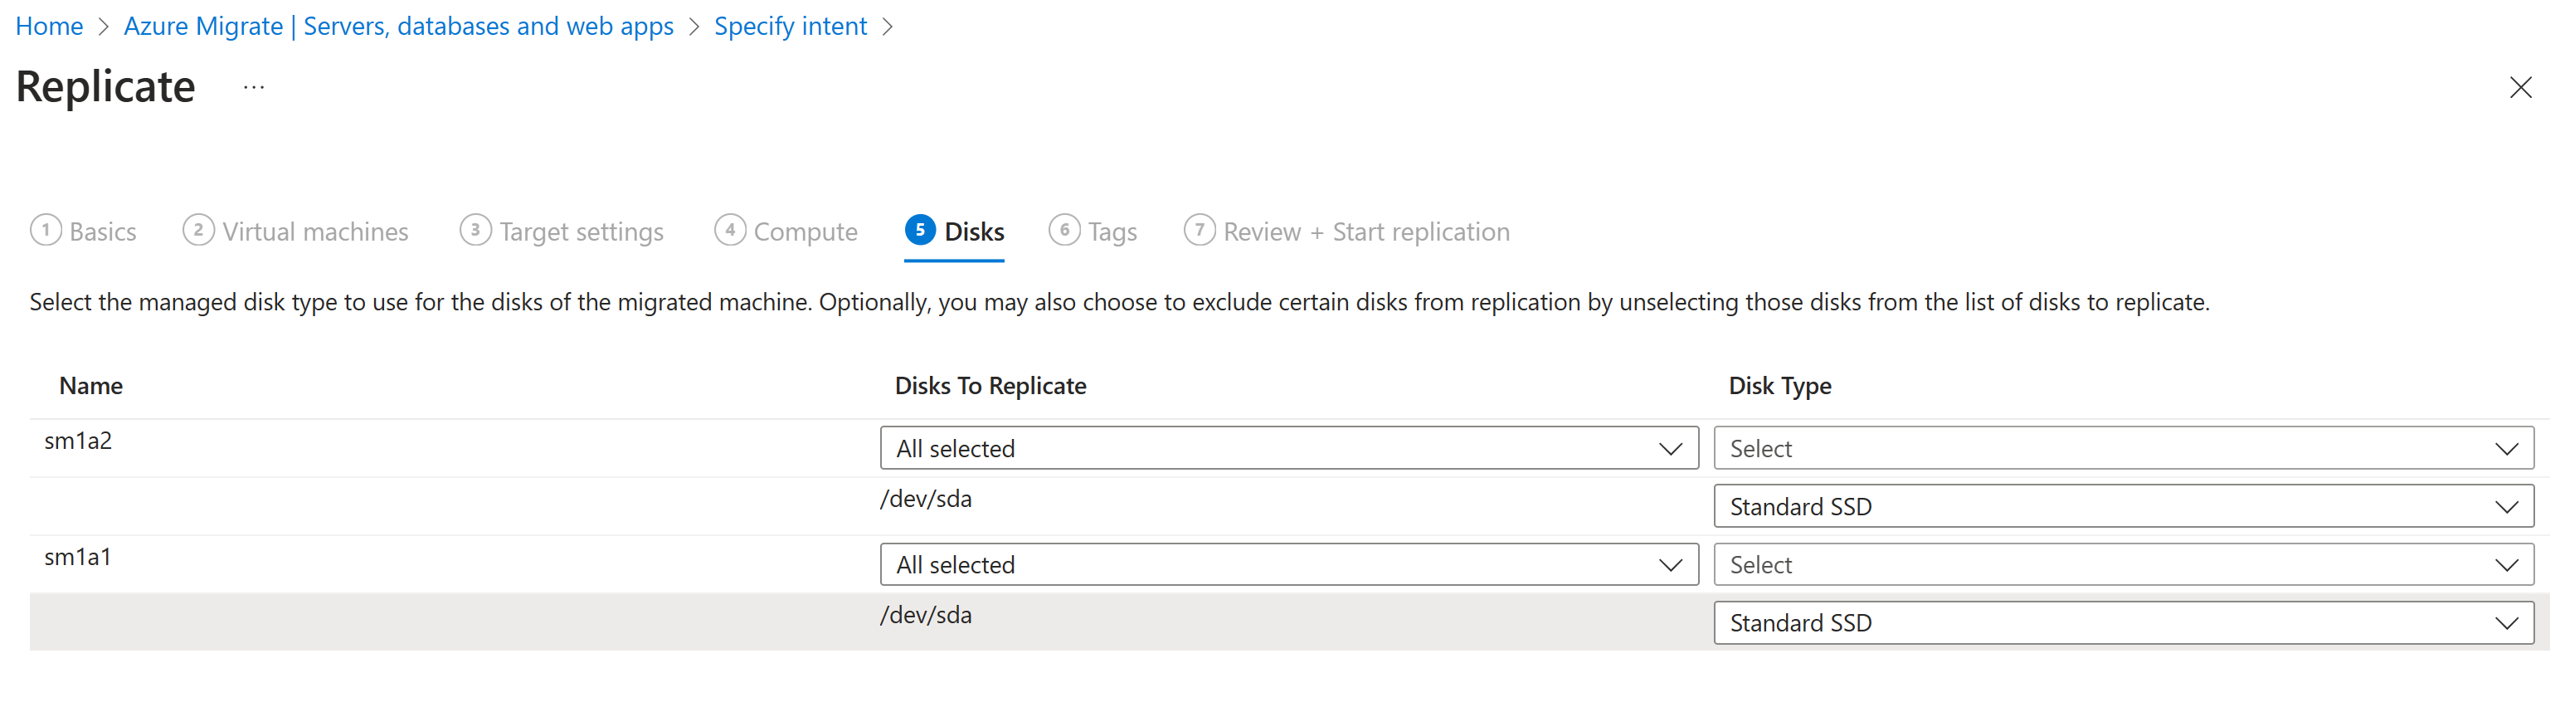 Home > Azure Migrate | Servers, databases and web apps > Specify intent >
Replicate ...
1 Basics 2 Virtual machines 3 Target settings 4 Compute 5 Disks 6 Tags 7 Review + Start replication
Select the managed disk type to use for the disks of the migrated machine. Optionally, you may also choose to exclude certain disks from replication by unselecting those disks from the list of disks to replicate.
Name Disks To Replicate Disk Type
sm1a2 All selected Select
/dev/sda Standard SSD
sm1a1 All selected Select
/dev/sda Standard SSD